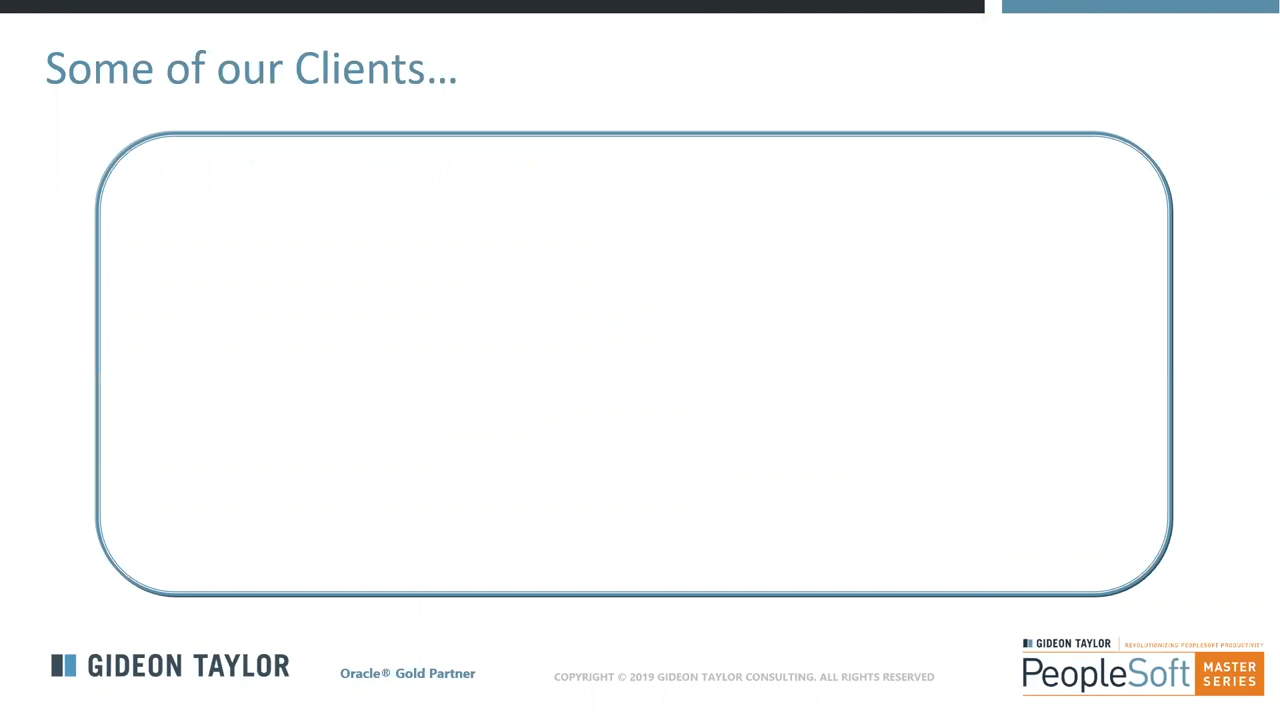 Some of our Clients...
GIDEON TAYLOR
Oracle® Gold Partner
COPYRIGHT © 2019 GIDEON TAYLOR CONSULTING. ALL RIGHTS RESERVED
GIDEON TAYLOR
REVOLUTIONIZING PEOPLESOFT PRODUCTIVITY
PeopleSoft
MASTER
SERIES